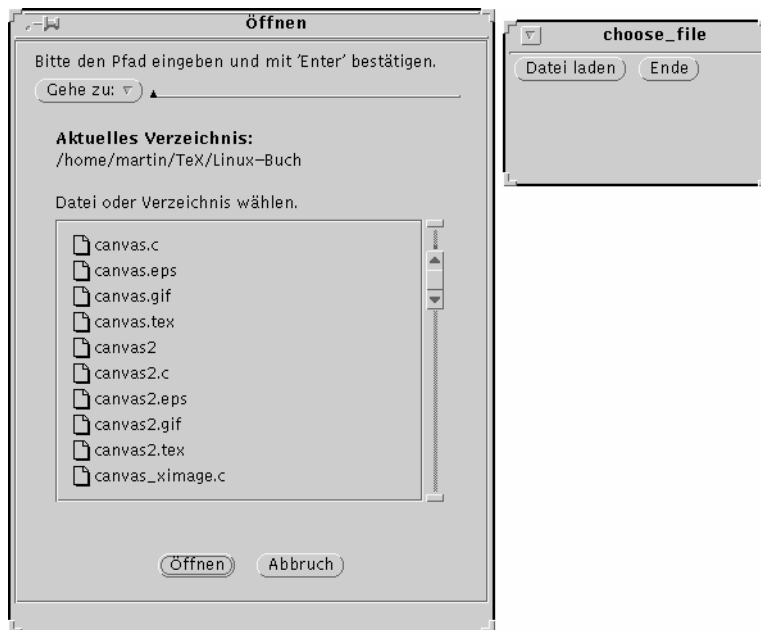 Öffnen
Bitte den Pfad eingeben und mit 'Enter' bestätigen.
Gehe zu:
Aktuelles Verzeichnis:
/home/martin/TeX/Linux-Buch
Datei oder Verzeichnis wählen.
canvas.c
canvas.eps
canvas.gif
canvas.tex
canvas2
canvas2.c
canvas2.eps
canvas2.gif
canvas2.tex
canvas_ximage.c
Öffnen Abbruch
choose_file
Datei laden Ende